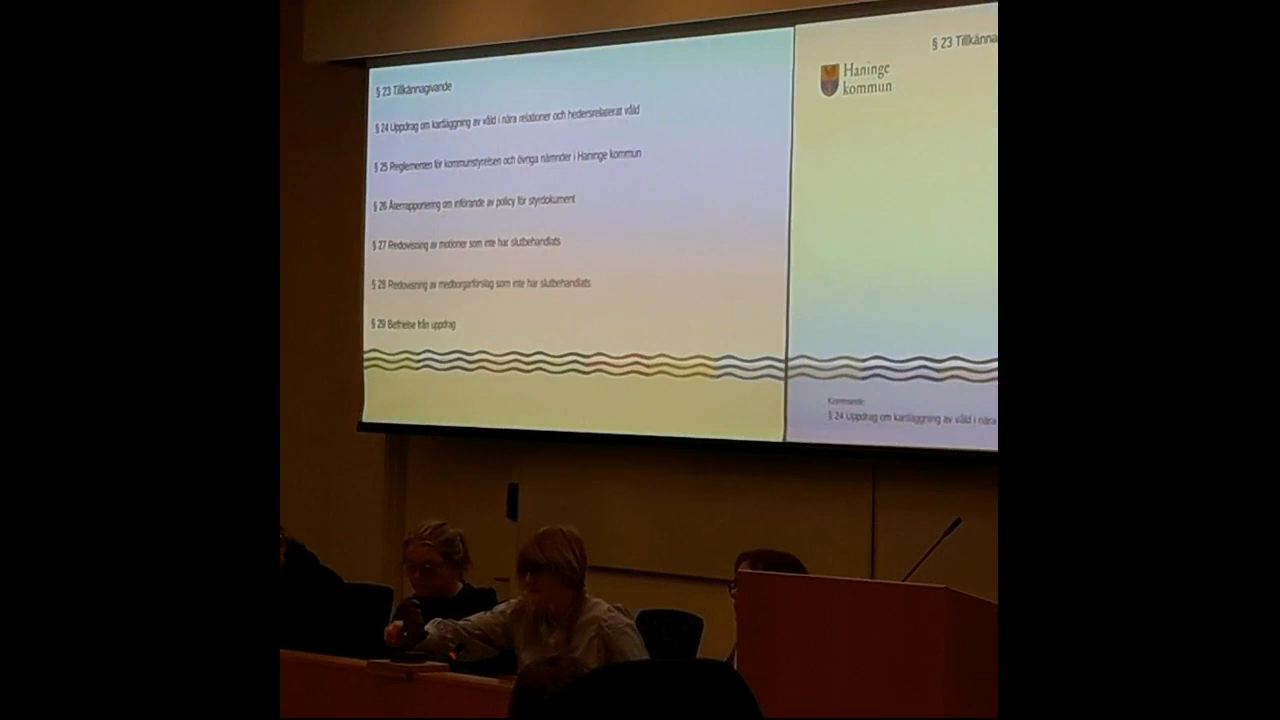 § 23 Tillkännagivande
§ 24 Uppdrag om kartläggning av våld i nära relationer och hedersrelaterat våld
§ 25 Reglementen för kommunstyrelsen och övriga nämnder i Haninge kommun
§ 26 Återrapportering om införande av policy för styrdokument
§ 27 Redovisning av motioner som inte har slutbehandlats
§ 28 Redovisning av medborgarförslag som inte har slutbehandlats
§ 29 Befrielse från uppdrag
§ 23 Tillkänna
Haninge
kommun
Kommande:
§ 24 Uppdrag om kartläggning av våld i nära